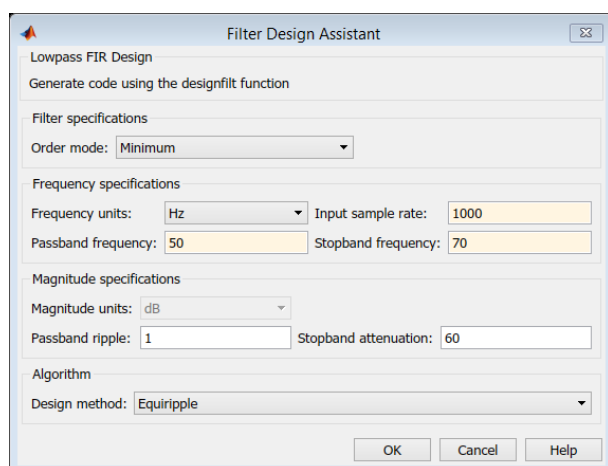 Filter Design Assistant
Lowpass FIR Design
Generate code using the designfilt function
Filter specifications
Order mode: Minimum
Frequency specifications
Frequency units: Hz Input sample rate: 1000
Passband frequency: 50 Stopband frequency: 70
Magnitude specifications
Magnitude units: dB
Passband ripple: 1 Stopband attenuation: 60
Algorithm
Design method: Equiripple
OK Cancel Help